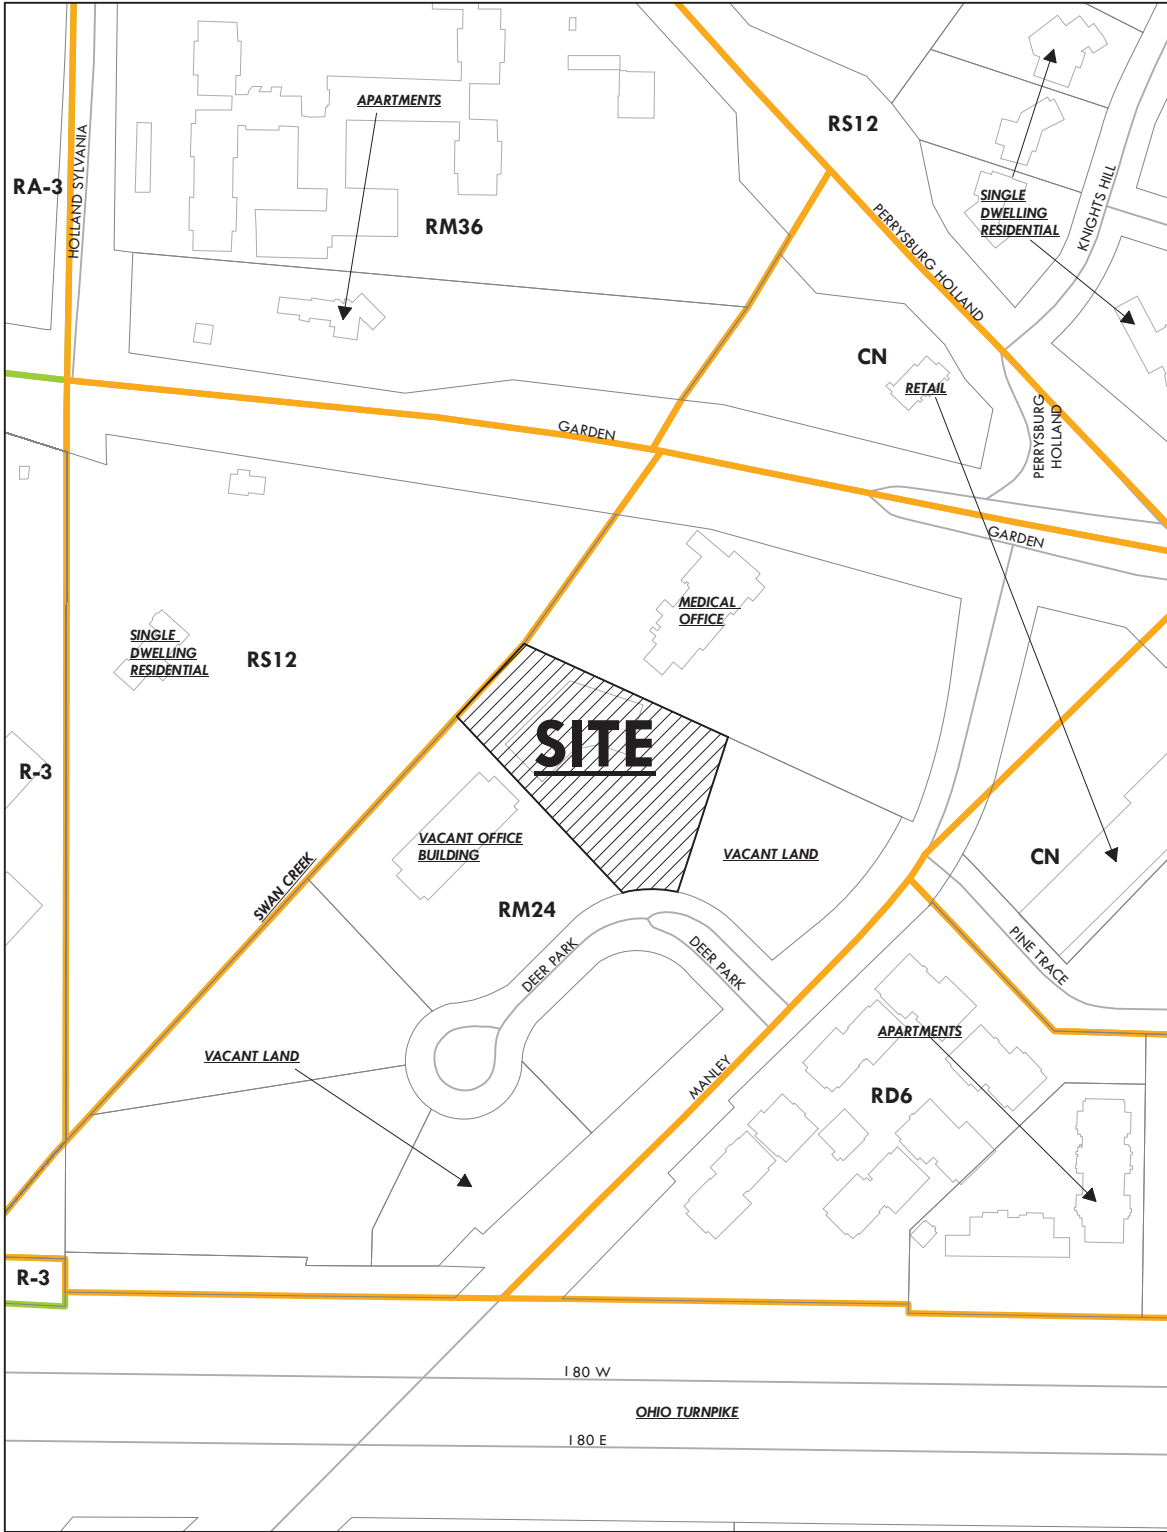 APARTMENTS
RS12
RA-3
HOLLAND SYLVANIA
RM36
SINGLE
DWELLING
RESIDENTIAL
KNIGHTS HILL
PERRYSBURG HOLLAND
CN
RETAIL
PERRYSBURG
HOLLAND
GARDEN
GARDEN
MEDICAL
OFFICE
SINGLE
DWELLING
RESIDENTIAL
RS12
SITE
R-3
VACANT OFFICE
BUILDING
VACANT LAND
CN
SWAN CREEK
RM24
DEER PARK
DEER PARK
PINE TRACE
APARTMENTS
VACANT LAND
MANLEY
RD6
R-3
I 80 W
OHIO TURNPIKE
I 80 E